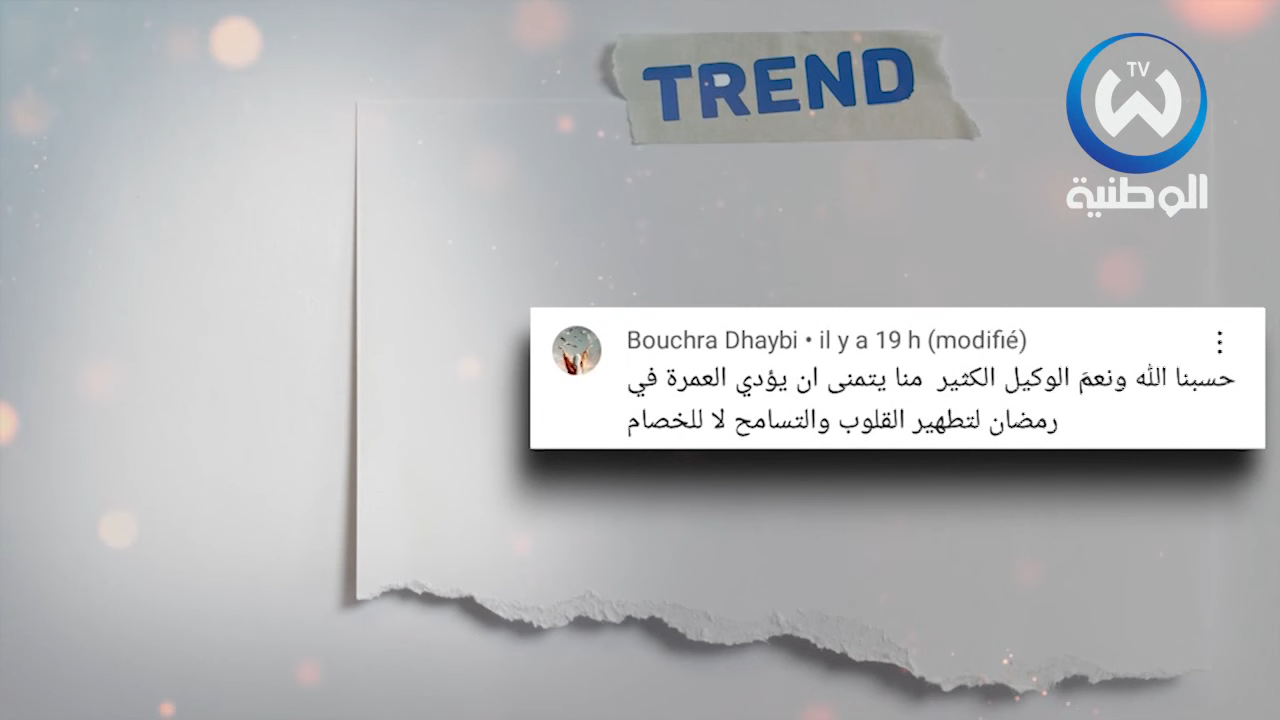 TREND
TV
الوطنية
Bouchra Dhaybi • il y a 19 h (modifié)
حسبنا الله ونعمَ الوكيل الكثير منا يتمنى ان يؤدي العمرة في
رمضان لتطهير القلوب والتسامح لا للخصام